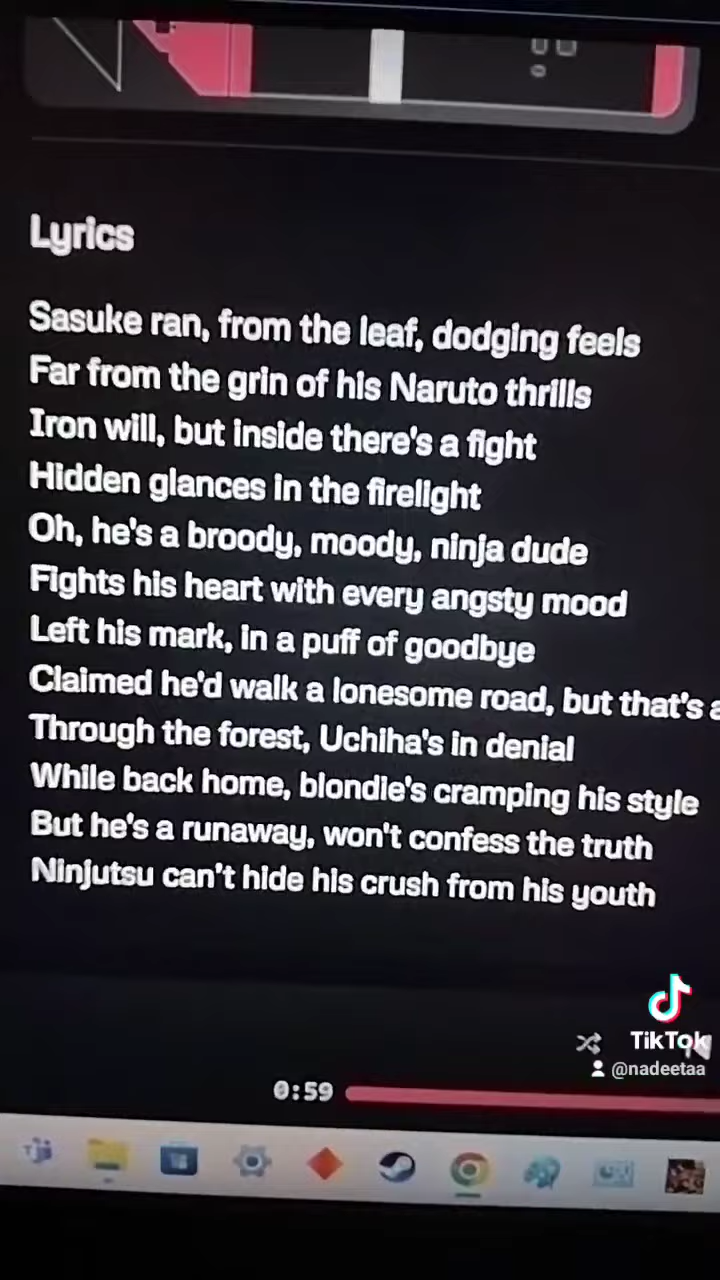 Lyrics
Sasuke ran, from the leaf, dodging feels
Far from the grin of his Naruto thrills
Iron will, but inside there's a fight
Hidden glances in the firelight
Oh, he's a broody, moody, ninja dude
Fights his heart with every angsty mood
Left his mark, in a puff of goodbye
Claimed he'd walk a lonesome road, but that's
Through the forest, Uchiha's in denial
While back home, blondie's cramping his style
But he's a runaway, won't confess the truth
Ninjutsu can't hide his crush from his youth
TikTok
@nadeetaa
0:59